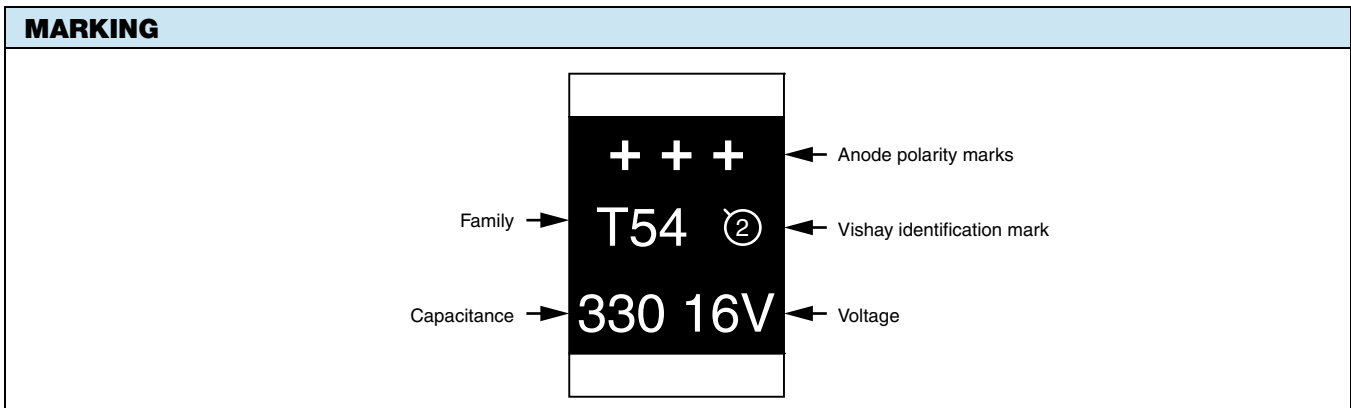 MARKING
+ + +
Anode polarity marks
Family
T54 2
Vishay identification mark
Capacitance
330 16V
Voltage